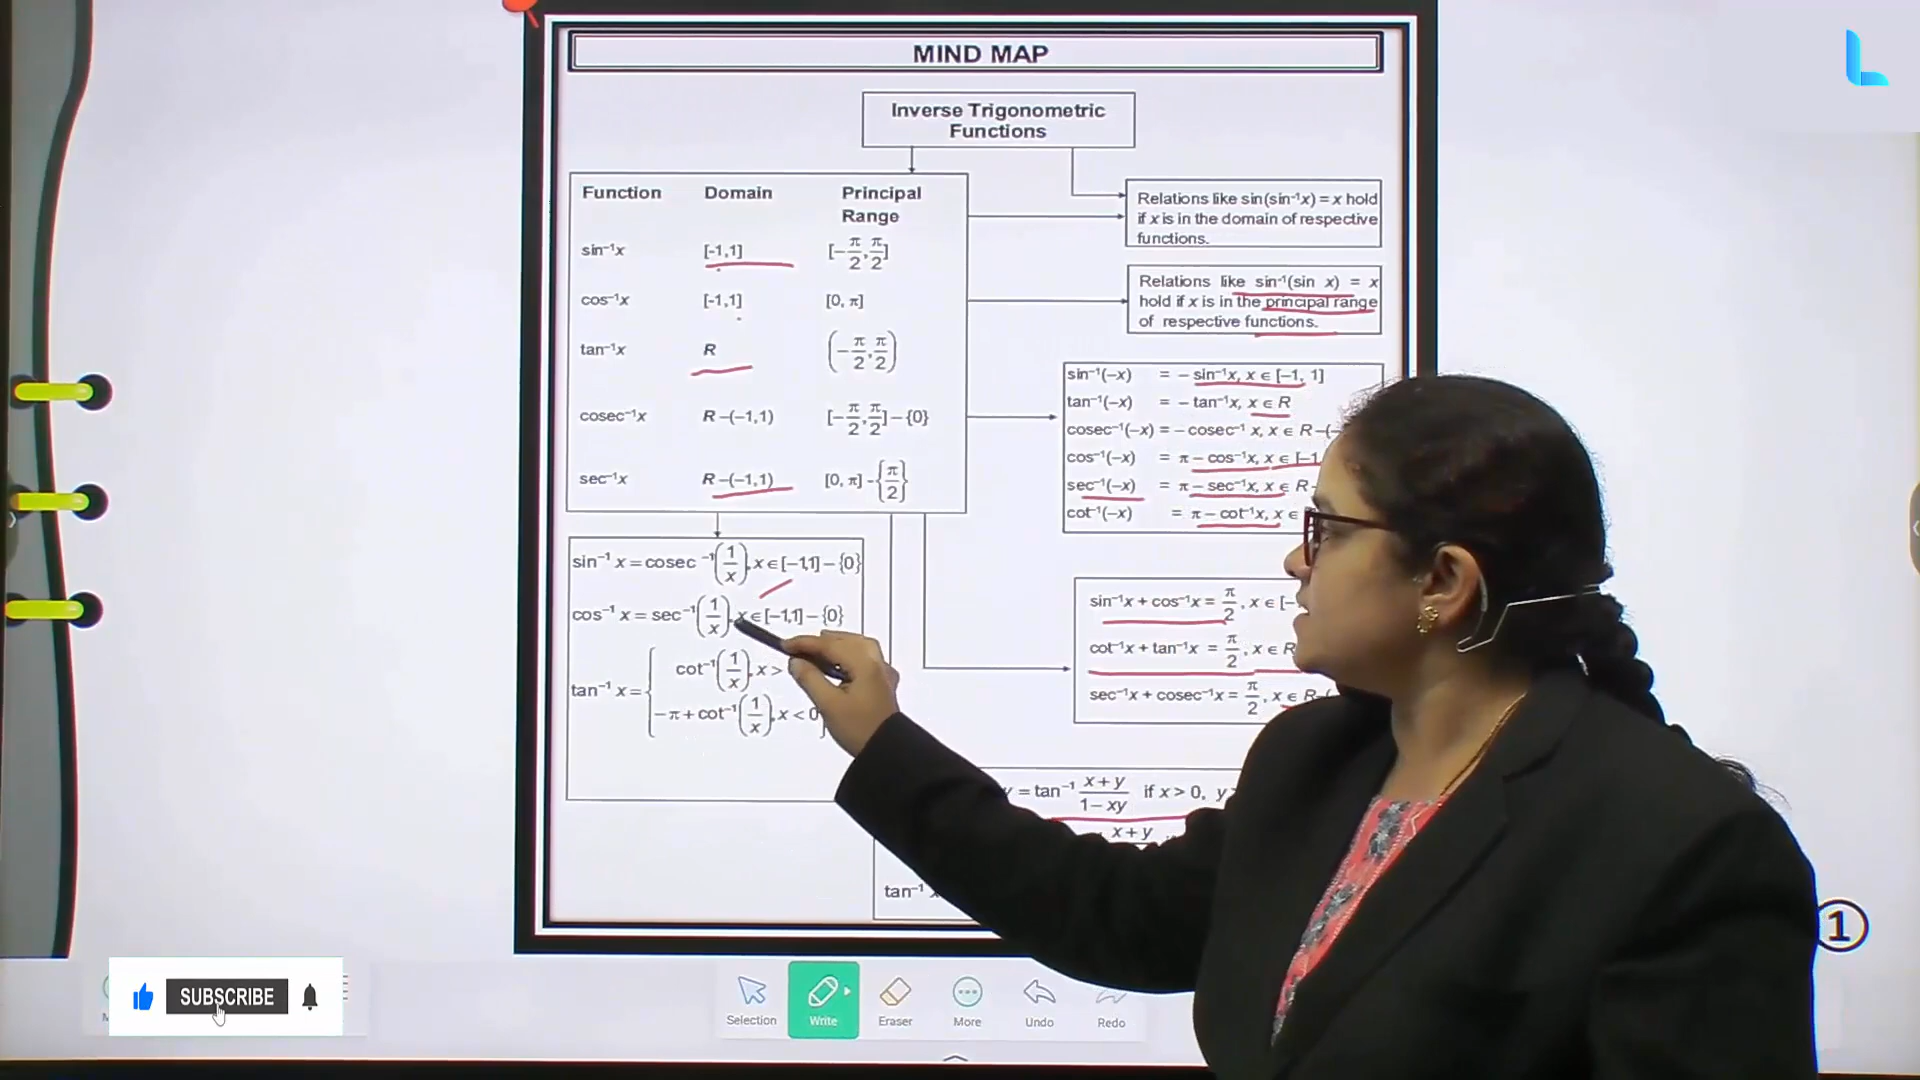 MIND MAP
Inverse Trigonometric
Functions
Function Domain Principal
Range
sin⁻¹x [-1,1] [-π/2, π/2]
cos⁻¹x [-1,1] [0, π]
tan⁻¹x R (-π/2, π/2)
cosec⁻¹x R –(–1,1) [-π/2, π/2] – {0}
sec⁻¹x R –(–1,1) [0, π] - {π/2}
Relations like sin(sin⁻¹x) = x hold
if x is in the domain of respective
functions.
Relations like sin⁻¹(sin x) = x
hold if x is in the principal range
of respective functions.
sin⁻¹(–x) = – sin⁻¹x, x ∈ [–1, 1]
tan⁻¹(–x) = – tan⁻¹x, x ∈ R
cosec⁻¹(–x) = – cosec⁻¹ x, x ∈ R –(–
cos⁻¹(–x) = π – cos⁻¹x, x ∈ [–1
sec⁻¹(–x) = π – sec⁻¹x, x ∈ R –
cot⁻¹(–x) = π – cot⁻¹x, x ∈
sin⁻¹ x = cosec⁻¹(1/x), x ∈ [–1,1] – {0}
cos⁻¹ x = sec⁻¹(1/x), x ∈ [–1,1] – {0}
tan⁻¹ x = { cot⁻¹(1/x), x >
–π + cot⁻¹(1/x), x < 0
sin⁻¹x + cos⁻¹x = π/2, x ∈ [–
cot⁻¹x + tan⁻¹x = π/2, x ∈ R
sec⁻¹x + cosec⁻¹x = π/2, x ∈ R –(
y = tan⁻¹ x + y/1 – xy if x > 0, y
x + y
tan⁻¹ x
1
SUBSCRIBE
Selection Write Eraser More Undo Redo